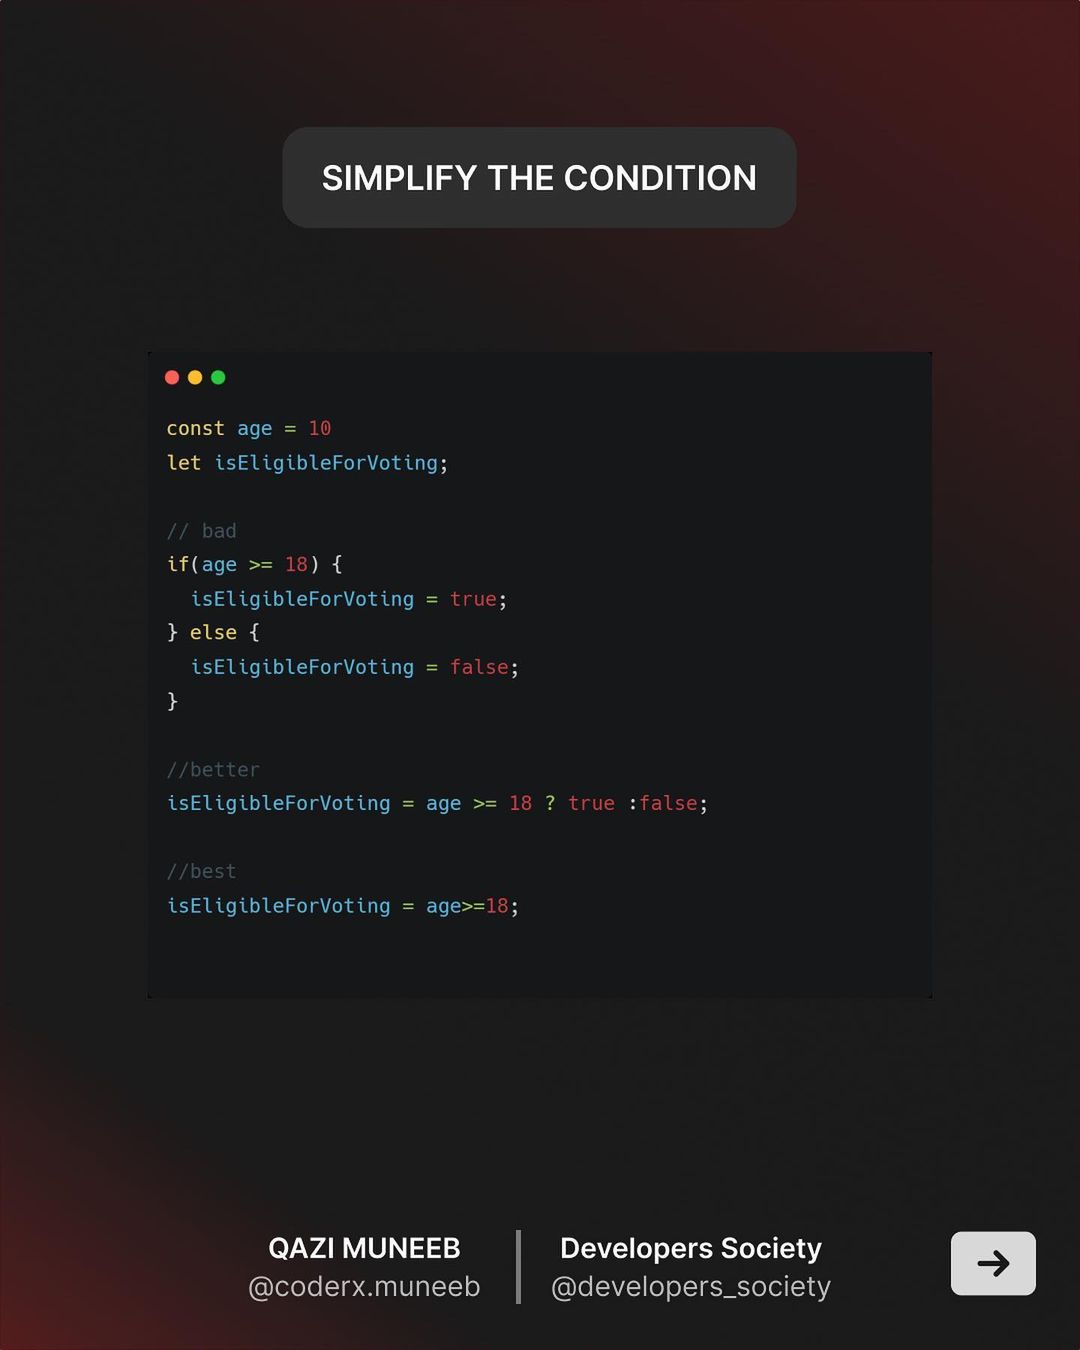 SIMPLIFY THE CONDITION
const age = 10
let isEligibleForVoting;
// bad
if(age >= 18) {
  isEligibleForVoting = true;
} else {
  isEligibleForVoting = false;
}
//better
isEligibleForVoting = age >= 18 ? true :false;
//best
isEligibleForVoting = age>=18;
QAZI MUNEEB
@coderx.muneeb
Developers Society
@developers_society